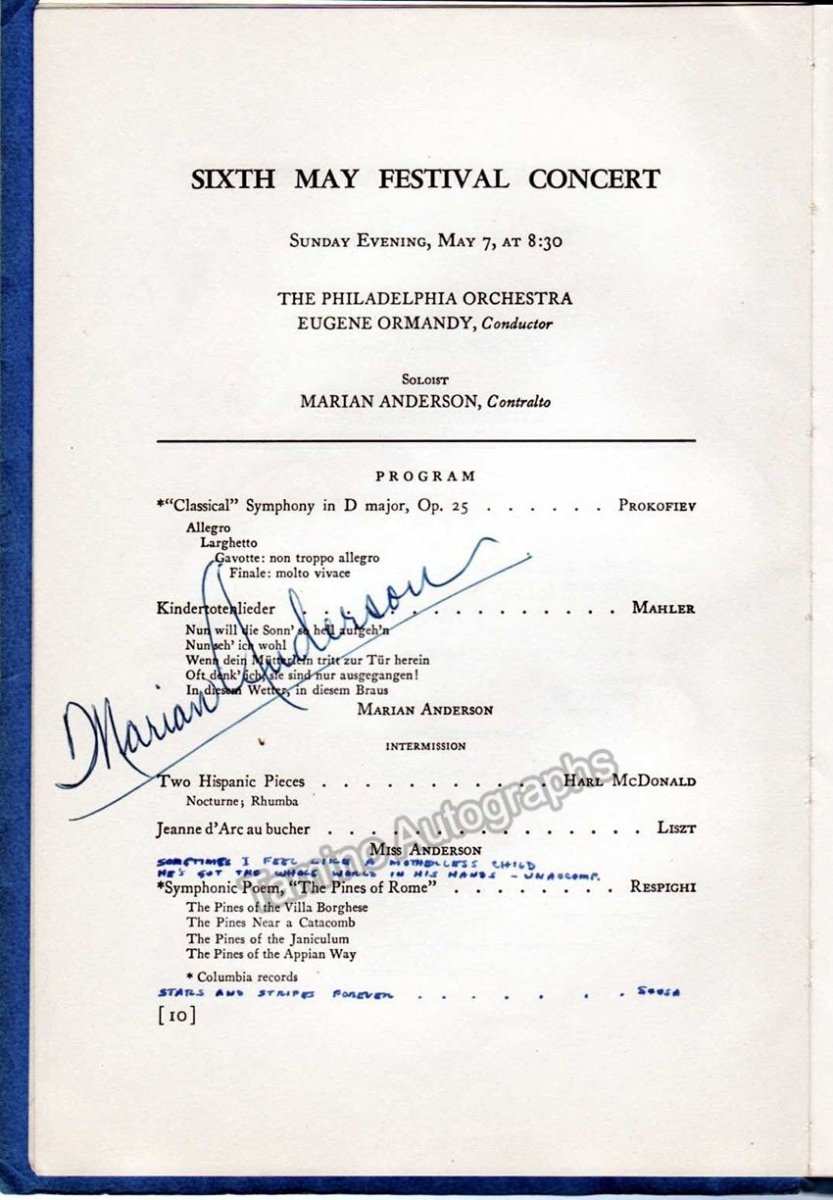 SIXTH MAY FESTIVAL CONCERT
Sunday Evening, May 7, at 8:30
THE PHILADELPHIA ORCHESTRA
EUGENE ORMANDY, Conductor
Soloist
MARIAN ANDERSON, Contralto
PROGRAM
*"Classical" Symphony in D major, Op. 25 . . . . . . Prokofiev
Allegro
Larghetto
Gavotte: non troppo allegro
Finale: molto vivace
Kindertotenlieder . . . . . . . . . . . . . Mahler
Nun will die Sonn' so hell aufgeh'n
Nun seh' ich wohl
Wenn dein Mütterlein tritt zur Tür herein
Oft denk' ich, sie sind nur ausgegangen!
In diesem Wetter, in diesem Braus
Marian Anderson
Marian Anderson
INTERMISSION
Two Hispanic Pieces . . . . . . . . . . . Harl McDonald
Nocturne; Rhumba
Jeanne d'Arc au bucher . . . . . . . . . . . . Liszt
Miss Anderson
SOMETIMES I FEEL LIKE A MOTHERLESS CHILD
HE'S GOT THE WHOLE WORLD IN HIS HANDS - UNACCOMP.
Tamino Autographs
*Symphonic Poem, "The Pines of Rome" . . . . . . . . Respighi
The Pines of the Villa Borghese
The Pines Near a Catacomb
The Pines of the Janiculum
The Pines of the Appian Way
* Columbia records
STARS AND STRIPES FOREVER . . . . . . . SOUSA
[10]